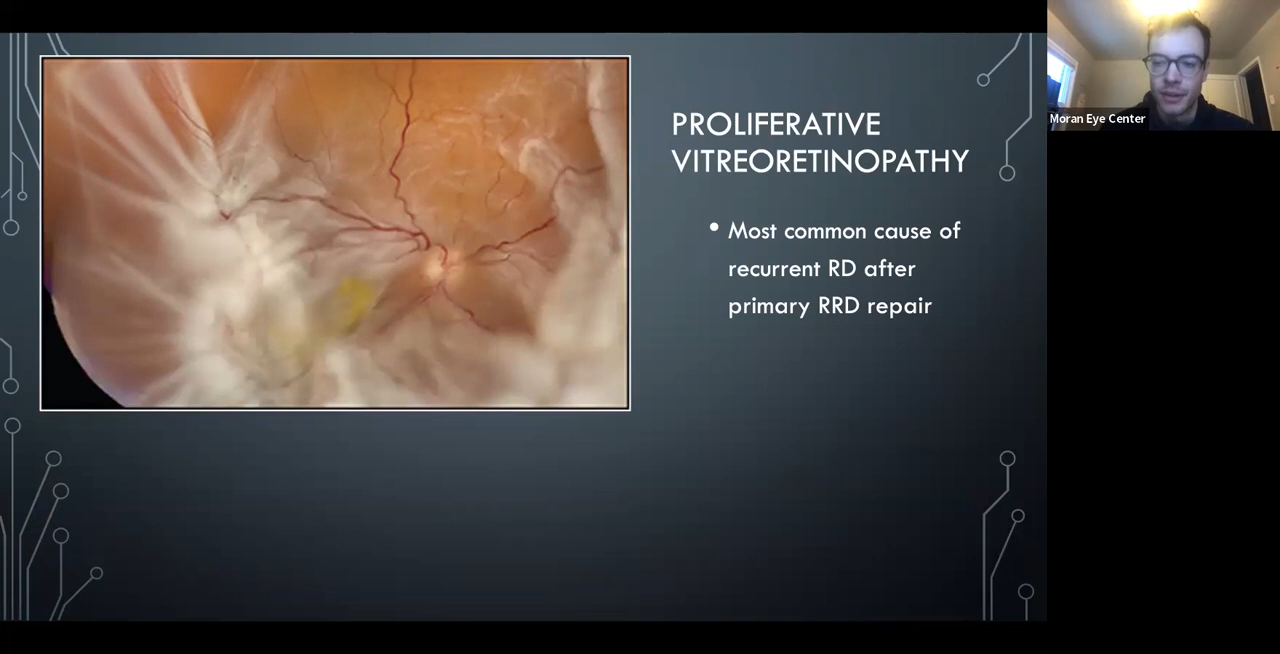 PROLIFERATIVE
VITREORETINOPATHY
• Most common cause of
recurrent RD after
primary RRD repair
Moran Eye Center